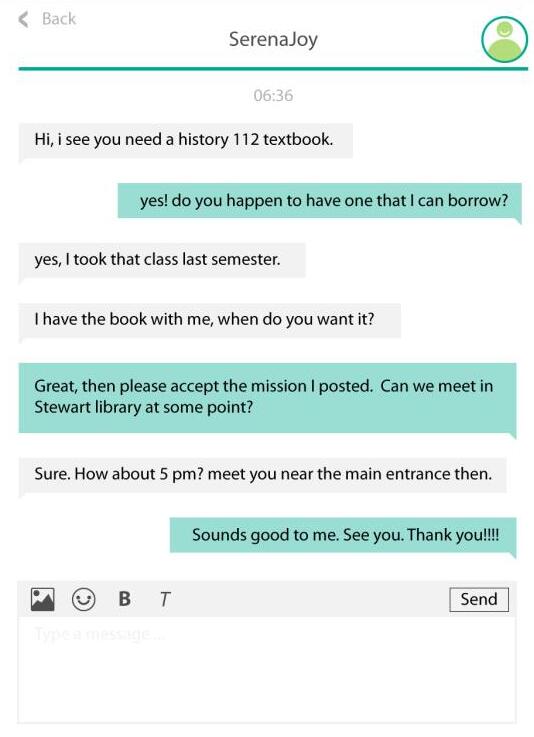 Back
SerenaJoy
06:36
Hi, i see you need a history 112 textbook.
yes! do you happen to have one that I can borrow?
yes, I took that class last semester.
I have the book with me, when do you want it?
Great, then please accept the mission I posted. Can we meet in
Stewart library at some point?
Sure. How about 5 pm? meet you near the main entrance then.
Sounds good to me. See you. Thank you!!!!
B T Send
Type a message ...